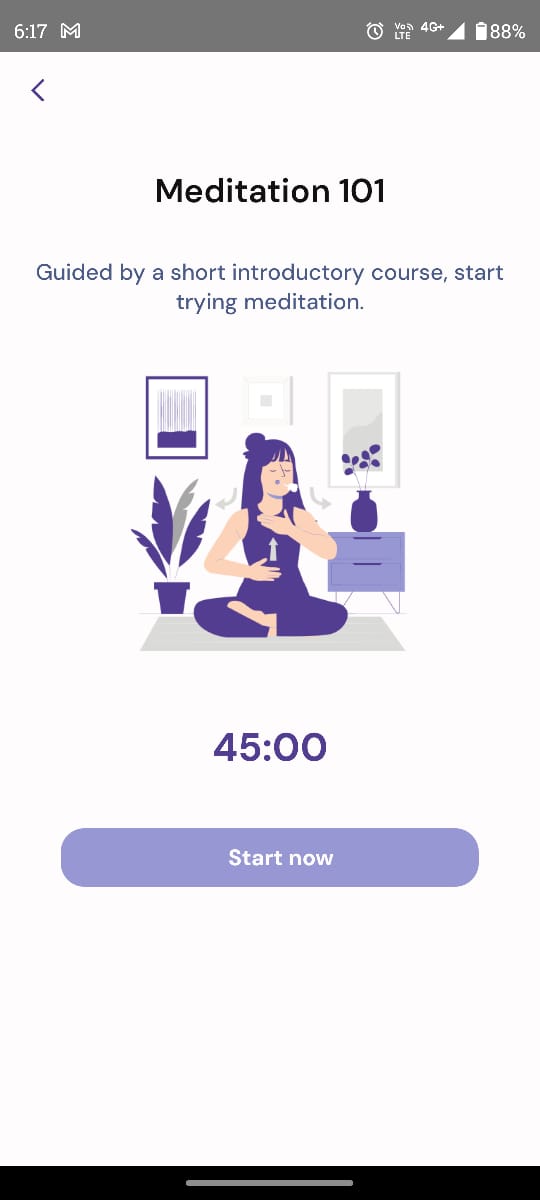 6:17
Vo LTE 4G+ 88%
Meditation 101
Guided by a short introductory course, start
trying meditation.
45:00
Start now